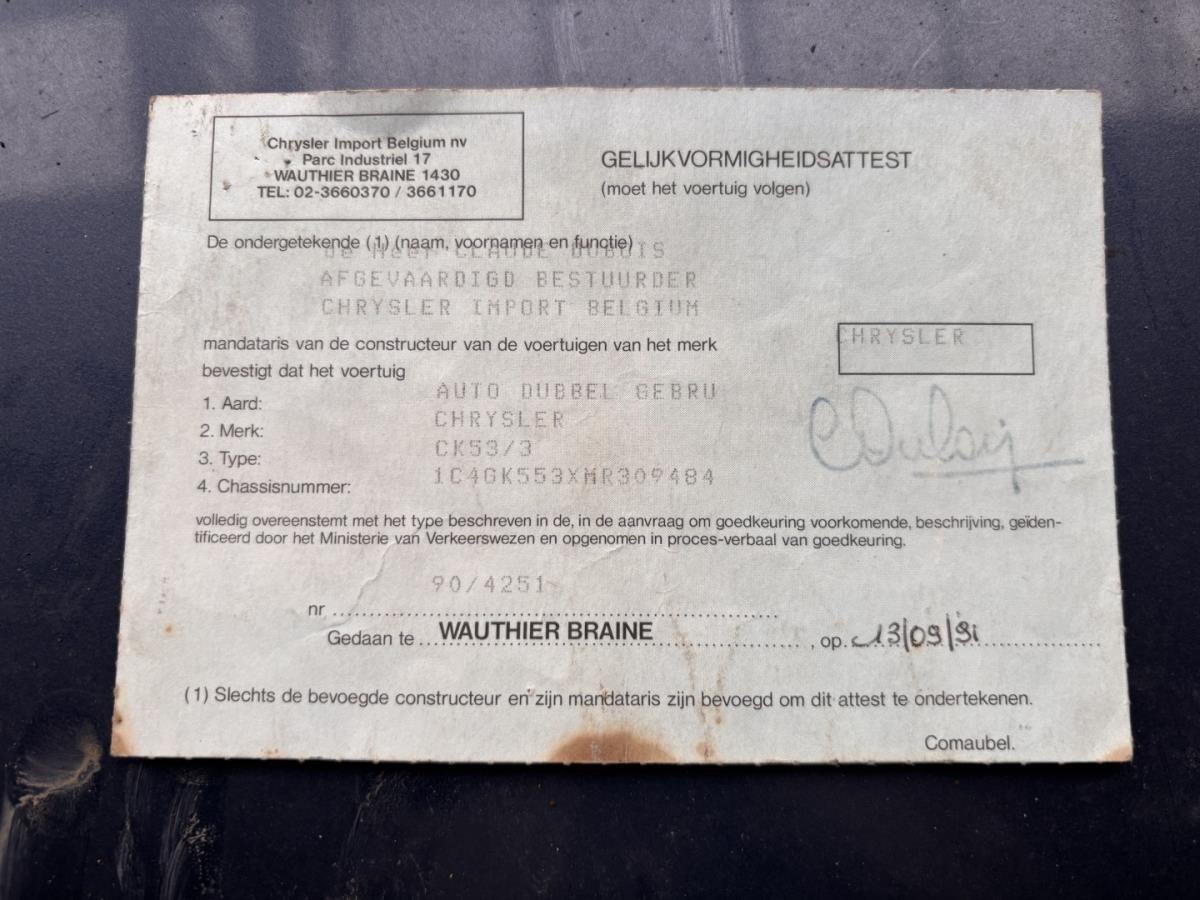 Chrysler Import Belgium nv
Parc Industriel 17
WAUTHIER BRAINE 1430
TEL: 02-3660370 / 3661170
GELIJKVORMIGHEIDSATTEST
(moet het voertuig volgen)
De ondergetekende (1) (naam, voornamen en functie)
de Heer CLAUDE DUBOIS
AFGEVAARDIGD BESTUURDER
CHRYSLER IMPORT BELGIUM
mandataris van de constructeur van de voertuigen van het merk
CHRYSLER
bevestigt dat het voertuig
1. Aard: AUTO DUBBEL GEBRU
2. Merk: CHRYSLER
3. Type: CK53/3
4. Chassisnummer: 1C4GK553XMR309484
C Dubois
volledig overeenstemt met het type beschreven in de, in de aanvraag om goedkeuring voorkomende, beschrijving, geïden-
tificeerd door het Ministerie van Verkeerswezen en opgenomen in proces-verbaal van goedkeuring.
90/4251
nr
Gedaan te WAUTHIER BRAINE , op. 13/09/91
(1) Slechts de bevoegde constructeur en zijn mandataris zijn bevoegd om dit attest te ondertekenen.
Comaubel.